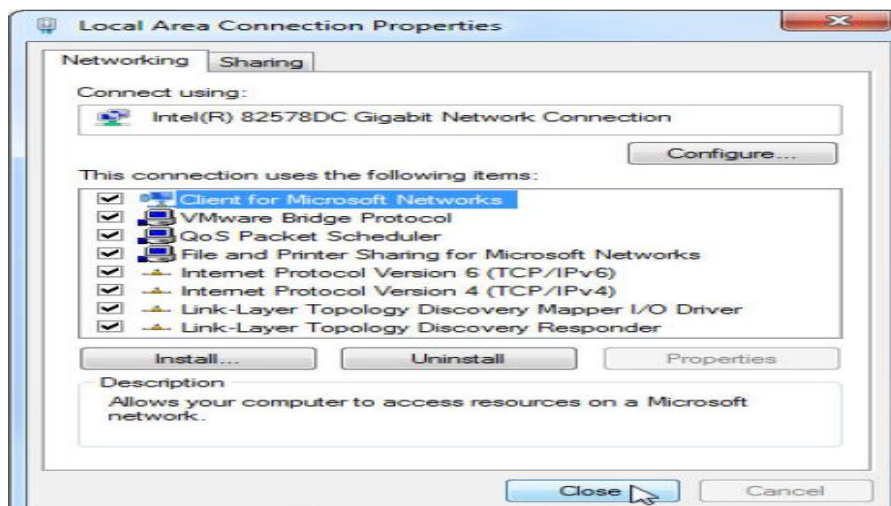 Local Area Connection Properties
Networking Sharing
Connect using:
Intel(R) 82578DC Gigabit Network Connection
Configure...
This connection uses the following items:
Client for Microsoft Networks
VMware Bridge Protocol
QoS Packet Scheduler
File and Printer Sharing for Microsoft Networks
Internet Protocol Version 6 (TCP/IPv6)
Internet Protocol Version 4 (TCP/IPv4)
Link-Layer Topology Discovery Mapper I/O Driver
Link-Layer Topology Discovery Responder
Install... Uninstall Properties
Description
Allows your computer to access resources on a Microsoft
network.
Close Cancel